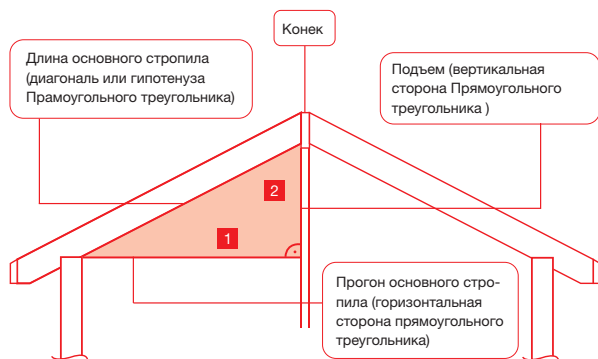 Конек
Длина основного стропила
(диагональ или гипотенуза
Прамоугольного треугольника)
Подъем (вертикальная
сторона Прямоугольного
треугольника )
2
1
Прогон основного стро-
пила (горизонтальная
сторона прямоугольного
треугольника)